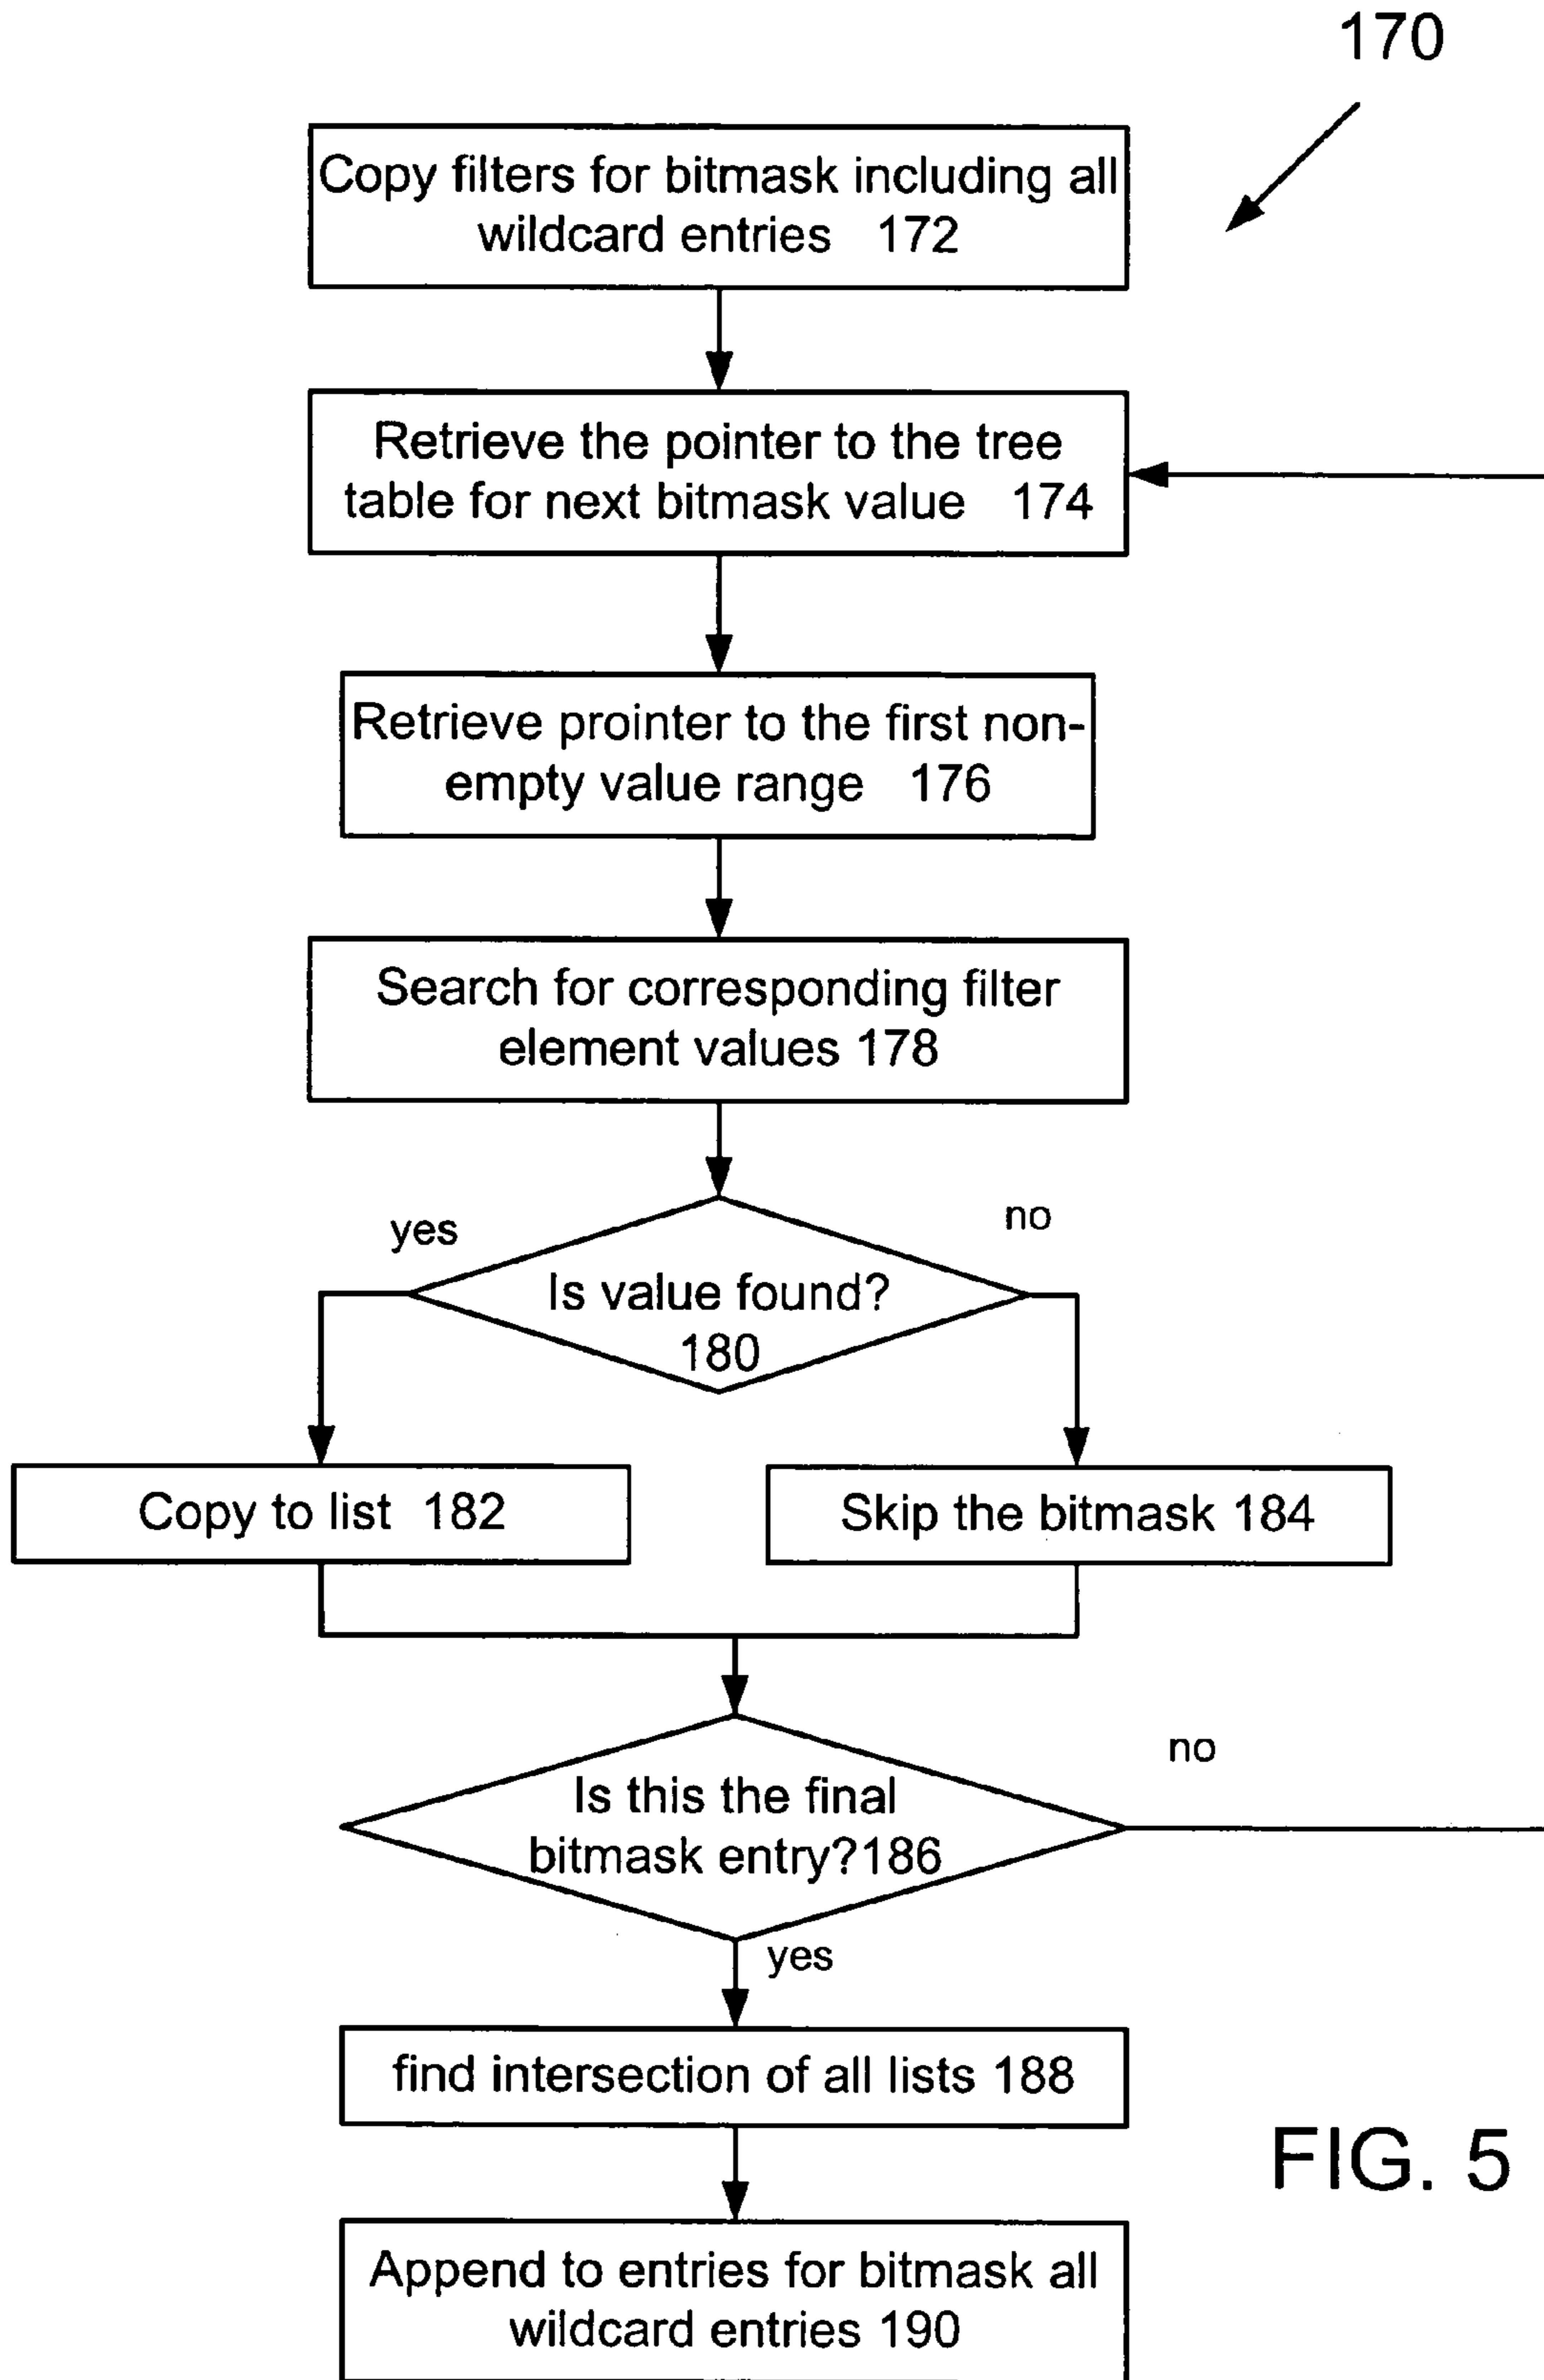 170
Copy filters for bitmask including all
wildcard entries 172
Retrieve the pointer to the tree
table for next bitmask value 174
Retrieve prointer to the first non-
empty value range 176
Search for corresponding filter
element values 178
yes
no
Is value found?
180
Copy to list 182
Skip the bitmask 184
no
Is this the final
bitmask entry?186
yes
find intersection of all lists 188
FIG. 5
Append to entries for bitmask all
wildcard entries 190